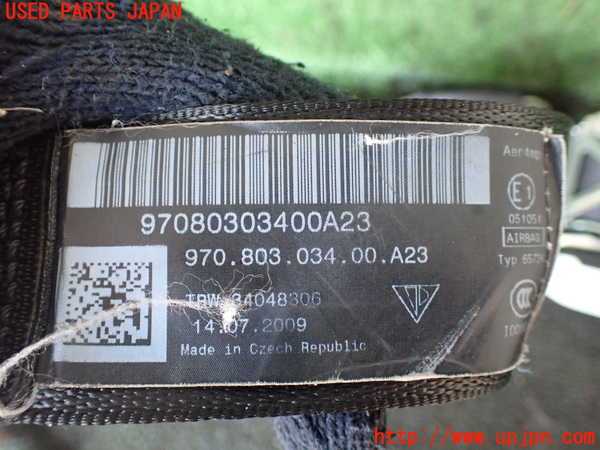 USED PARTS JAPAN
97080303400A23
970.803.034.00.A23
TRW 34048306
14.07.2009
Made in Czech Republic
E1
AIRBAG
Typ
http://www.upjpn.com/